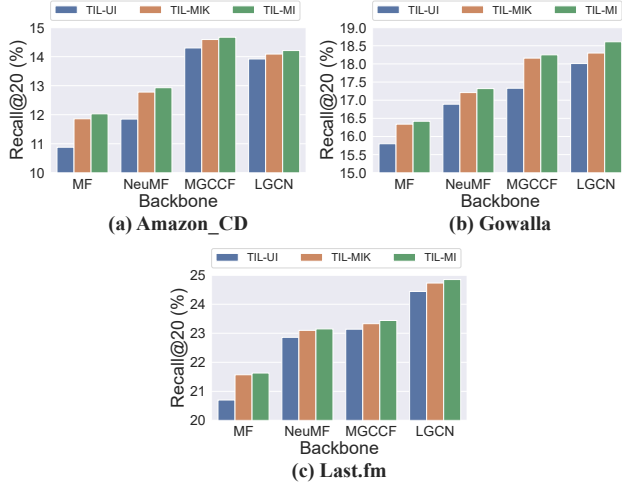 TIL-UI TIL-MIK TIL-MI
Recall@20 (%)
15
14
13
12
11
10
MF NeuMF MGCCF LGCN
Backbone
(a) Amazon_CD
TIL-UI TIL-MIK TIL-MI
Recall@20 (%)
19.0
18.5
18.0
17.5
17.0
16.5
16.0
15.5
15.0
MF NeuMF MGCCF LGCN
Backbone
(b) Gowalla
TIL-UI TIL-MIK TIL-MI
Recall@20 (%)
25
24
23
22
21
20
MF NeuMF MGCCF LGCN
Backbone
(c) Last.fm